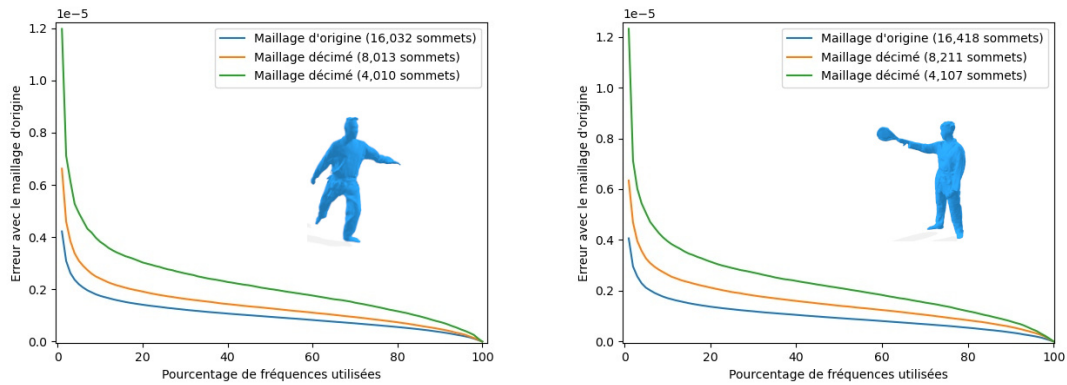 1e−5
1.2
1.0
0.8
0.6
0.4
0.2
0.0
0
20
40
60
80
100
Erreur avec le maillage d'origine
Pourcentage de fréquences utilisées
Maillage d'origine (16,032 sommets)
Maillage décimé (8,013 sommets)
Maillage décimé (4,010 sommets)
1e−5
1.2
1.0
0.8
0.6
0.4
0.2
0.0
0
20
40
60
80
100
Erreur avec le maillage d'origine
Pourcentage de fréquences utilisées
Maillage d'origine (16,418 sommets)
Maillage décimé (8,211 sommets)
Maillage décimé (4,107 sommets)